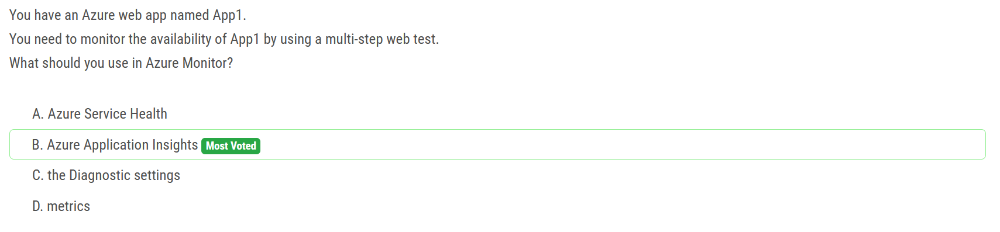 You have an Azure web app named App1.
You need to monitor the availability of App1 by using a multi-step web test.
What should you use in Azure Monitor?
A. Azure Service Health
B. Azure Application Insights Most Voted
C. the Diagnostic settings
D. metrics